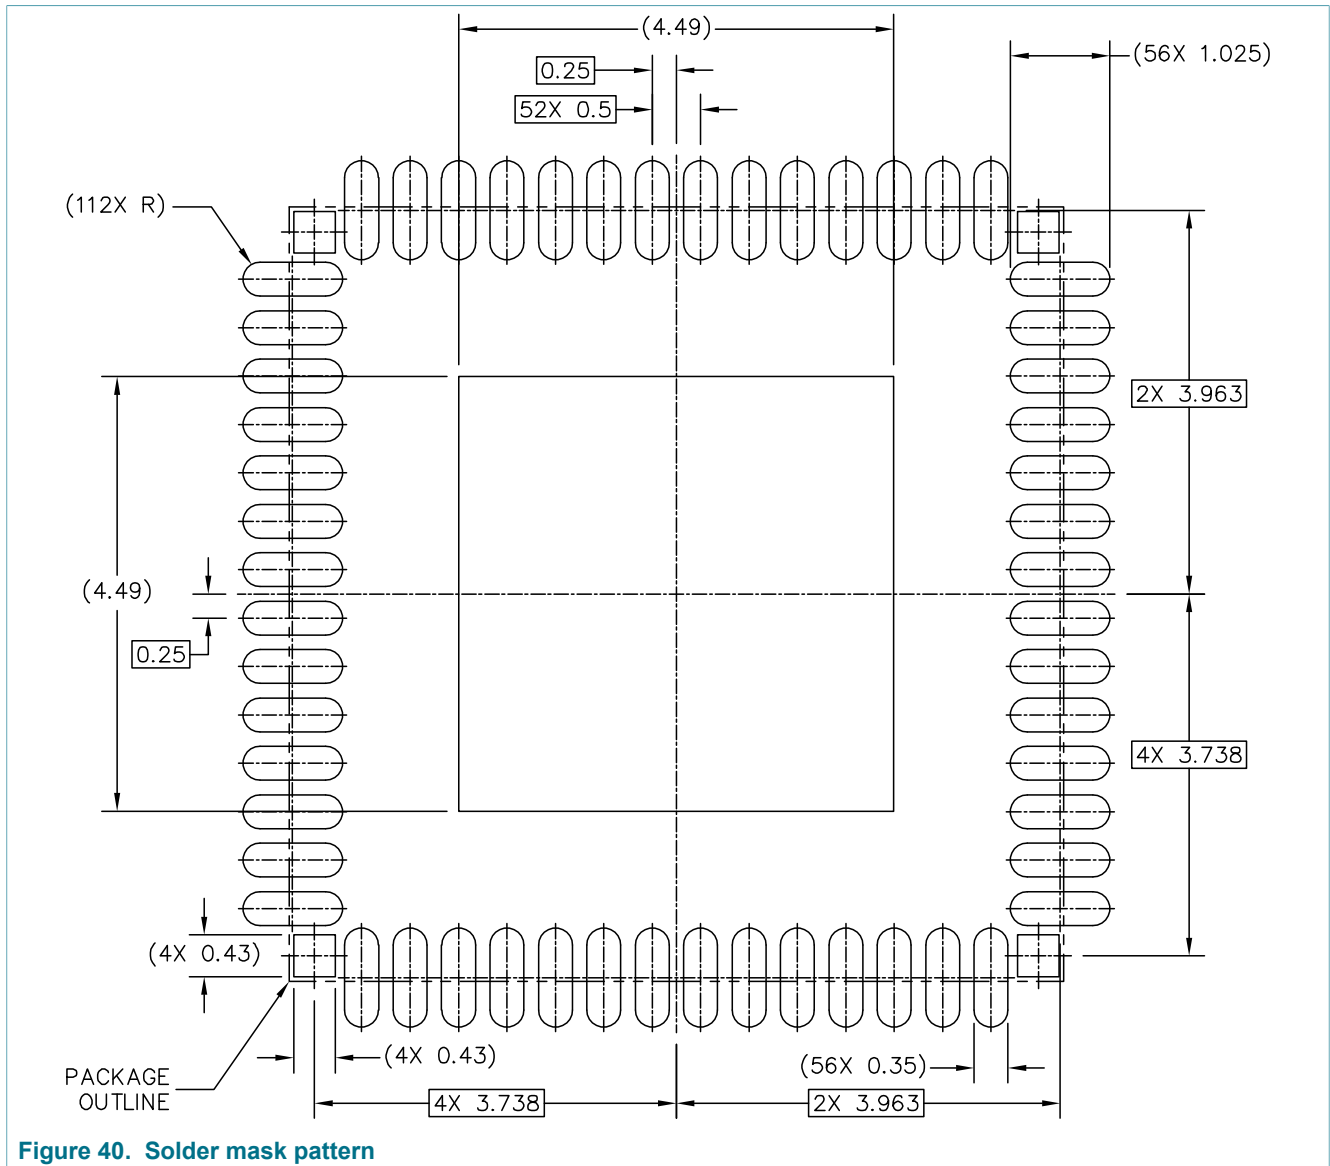 (4.49)
(56X 1.025)
0.25
52X 0.5
(112X R)
2X 3.963
(4.49)
0.25
4X 3.738
(4X 0.43)
(4X 0.43)
(56X 0.35)
PACKAGE
OUTLINE
4X 3.738
2X 3.963
Figure 40. Solder mask pattern